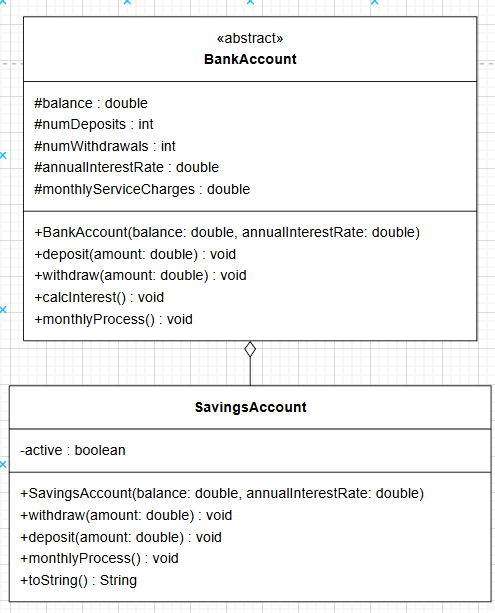 «abstract»
BankAccount
#balance : double
#numDeposits : int
#numWithdrawals : int
#annualInterestRate : double
#monthlyServiceCharges : double
+BankAccount(balance: double, annualInterestRate: double)
+deposit(amount: double) : void
+withdraw(amount: double) : void
+calcInterest() : void
+monthlyProcess() : void
SavingsAccount
-active : boolean
+SavingsAccount(balance: double, annualInterestRate: double)
+withdraw(amount: double) : void
+deposit(amount: double) : void
+monthlyProcess() : void
+toString() : String